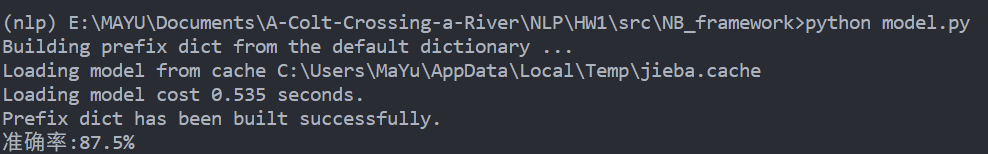 (nlp) E:\MAYU\Documents\A-Colt-Crossing-a-River\NLP\HW1\src\NB_framework>python model.py
Building prefix dict from the default dictionary ...
Loading model from cache C:\Users\MaYu\AppData\Local\Temp\jieba.cache
Loading model cost 0.535 seconds.
Prefix dict has been built successfully.
准确率:87.5%